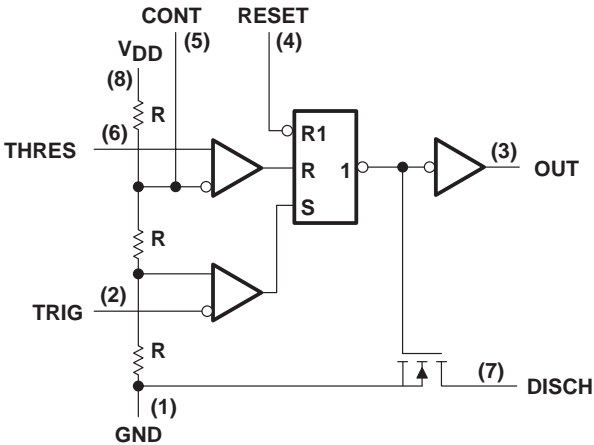 CONT
RESET
VDD
(5)
(4)
(8)
R
R1
(6)
THRES
(3)
R
1
OUT
S
R
(2)
TRIG
R
(7)
DISCH
(1)
GND